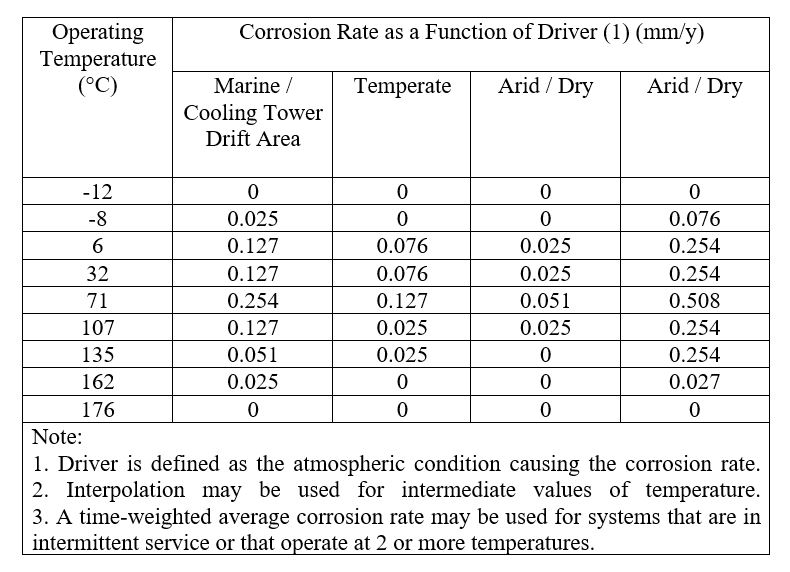 Operating Temperature (°C) Corrosion Rate as a Function of Driver (1) (mm/y)
Marine / Cooling Tower Drift Area Temperate Arid / Dry Arid / Dry
-12 0 0 0 0
-8 0.025 0 0 0.076
6 0.127 0.076 0.025 0.254
32 0.127 0.076 0.025 0.254
71 0.254 0.127 0.051 0.508
107 0.127 0.025 0.025 0.254
135 0.051 0.025 0 0.254
162 0.025 0 0 0.027
176 0 0 0 0
Note:
1. Driver is defined as the atmospheric condition causing the corrosion rate.
2. Interpolation may be used for intermediate values of temperature.
3. A time-weighted average corrosion rate may be used for systems that are in
intermittent service or that operate at 2 or more temperatures.